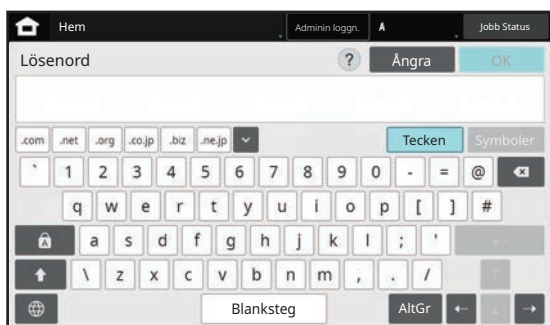 Hem Adminin loggn. A Jobb Status
Lösenord ? Ångra OK
.com .net .org .co.jp .biz .ne.jp Tecken Symboler
` 1 2 3 4 5 6 7 8 9 0 - = @
q w e r t y u i o p [ ] #
A a s d f g h j k l ; '
\ z x c v b n m , . /
Blanksteg AltGr